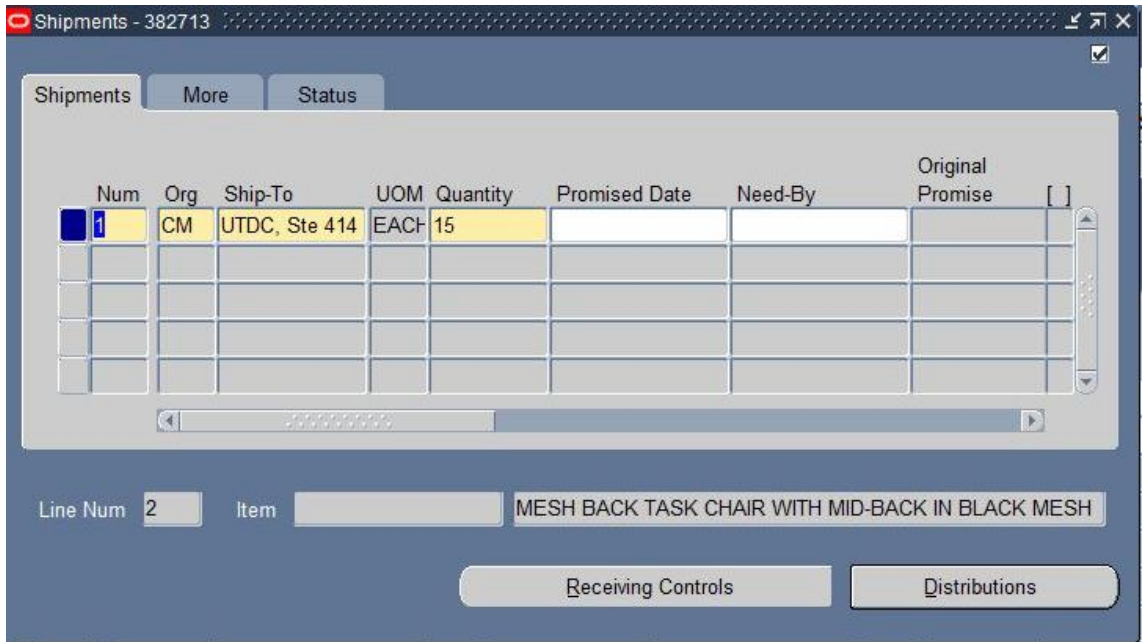 Shipments - 382713
Shipments More Status
Original
Num Org Ship-To UOM Quantity Promised Date Need-By Promise [ ]
1 CM UTDC, Ste 414 EACH 15
Line Num 2 Item MESH BACK TASK CHAIR WITH MID-BACK IN BLACK MESH
Receiving Controls Distributions